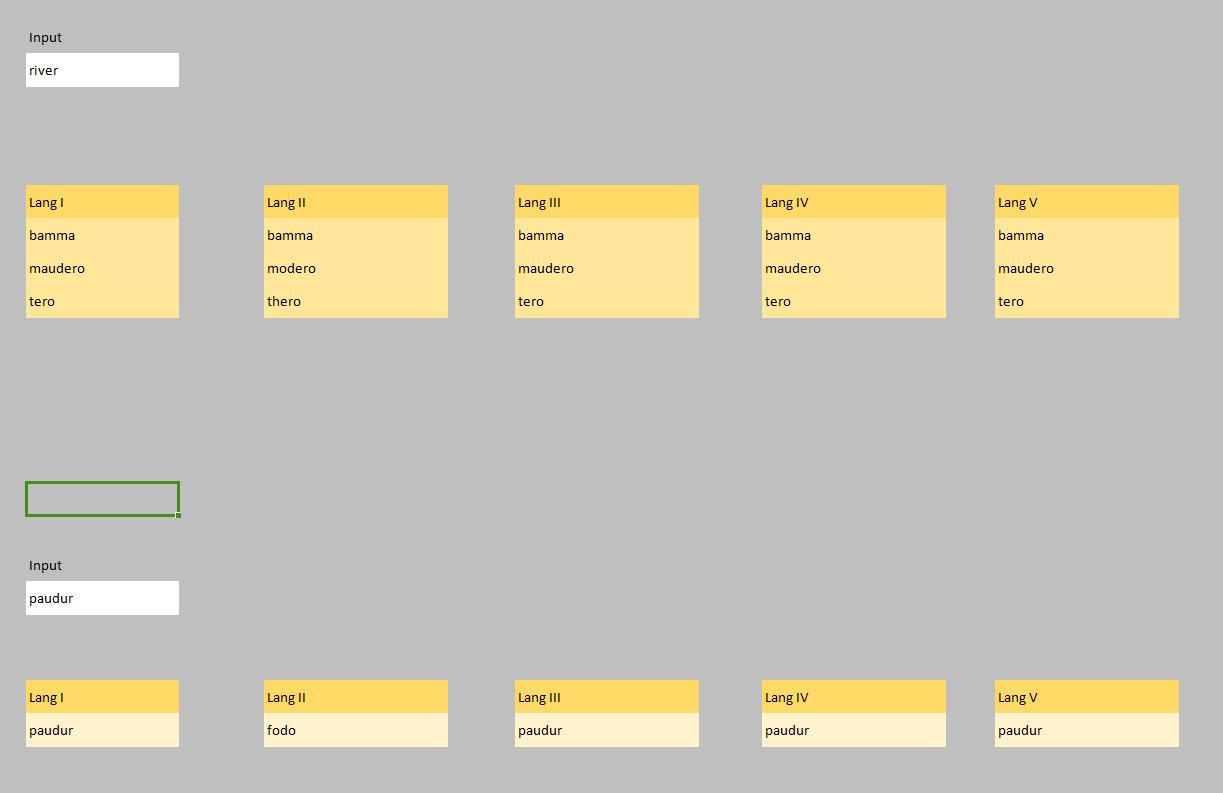 Input
river
Lang I Lang II Lang III Lang IV Lang V
bamma bamma bamma bamma bamma
maudero modero maudero maudero maudero
tero thero tero tero tero
Input
paudur
Lang I Lang II Lang III Lang IV Lang V
paudur fodo paudur paudur paudur